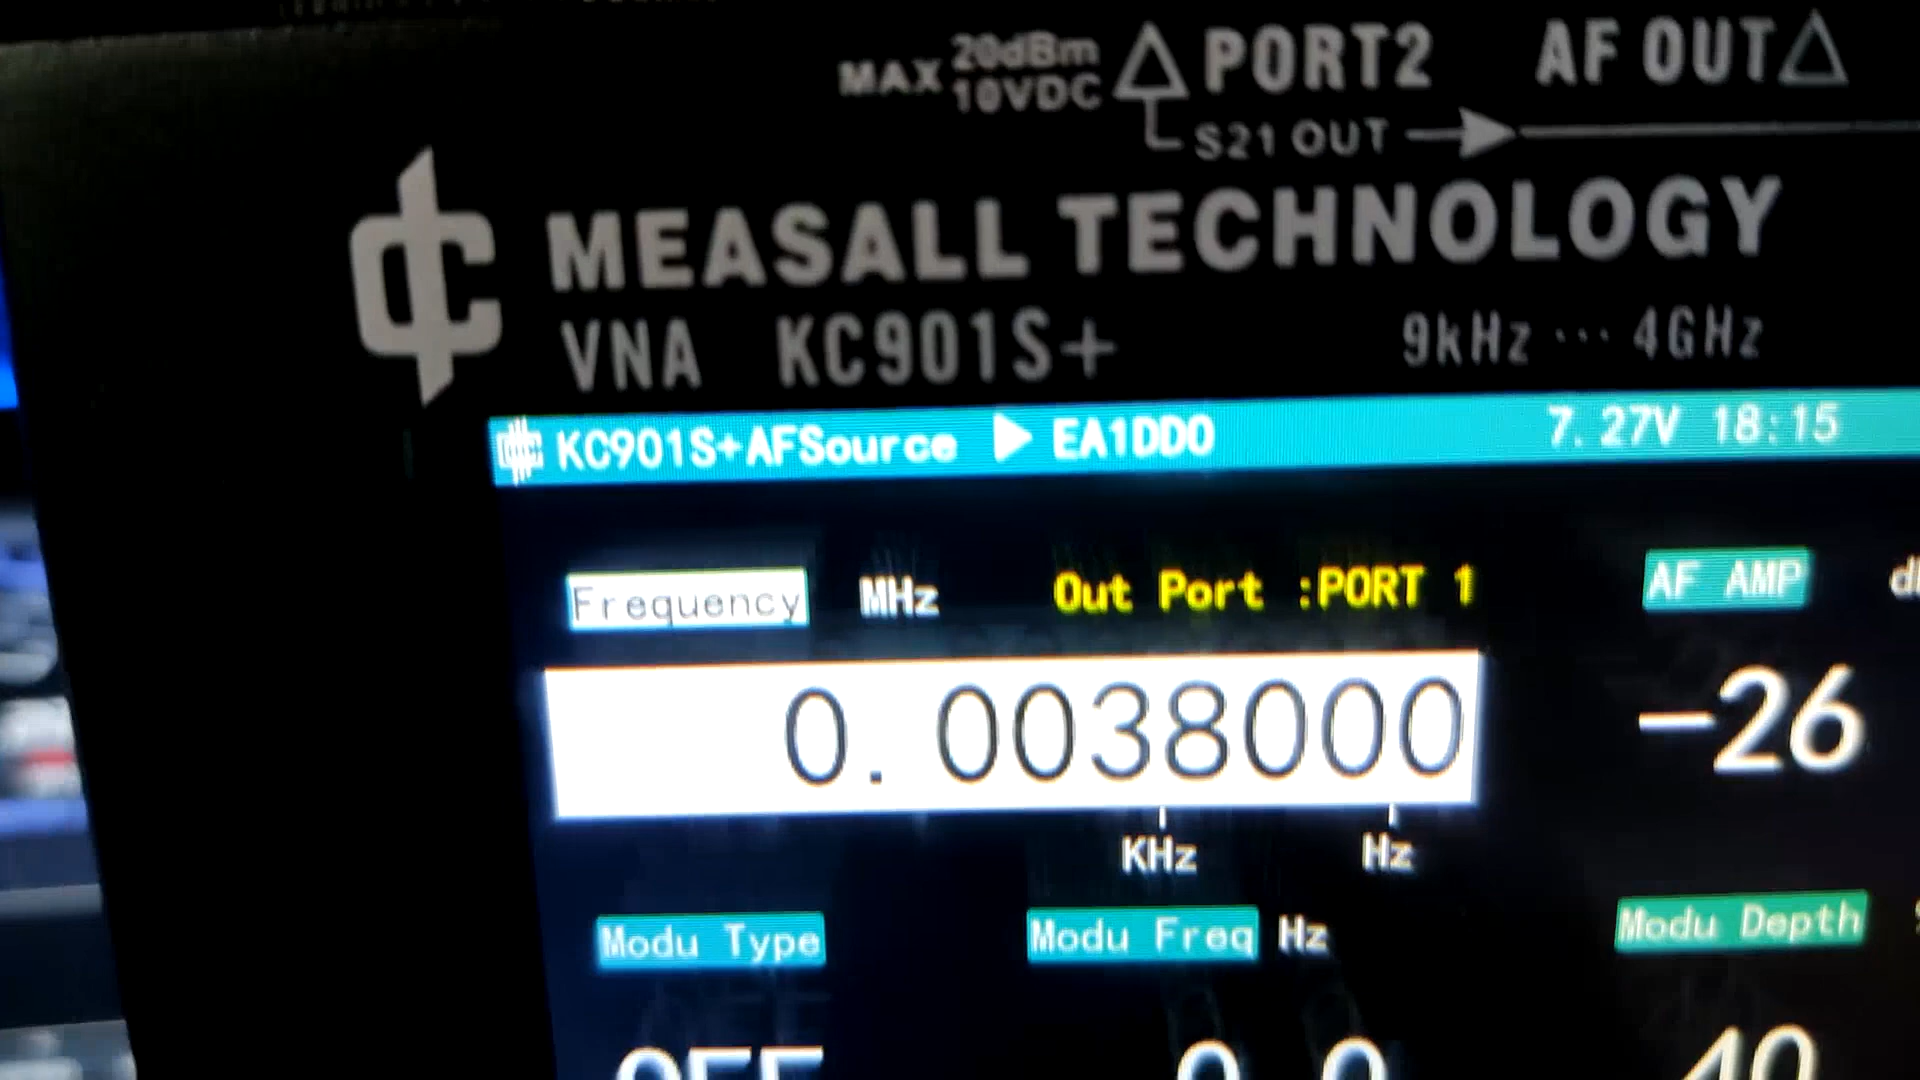 MAX 20dBm 10VDC PORT2 AF OUT
S21 OUT
MEASALL TECHNOLOGY
VNA KC901S+ 9kHz ··· 4GHz
KC901S+AFSource ▶ EA1DDO 7.27V 18:15
Frequency MHz Out Port :PORT 1 AF AMP
0.0038000 -26
KHz Hz
Modu Type Modu Freq Hz Modu Depth
OFF 0.0 40